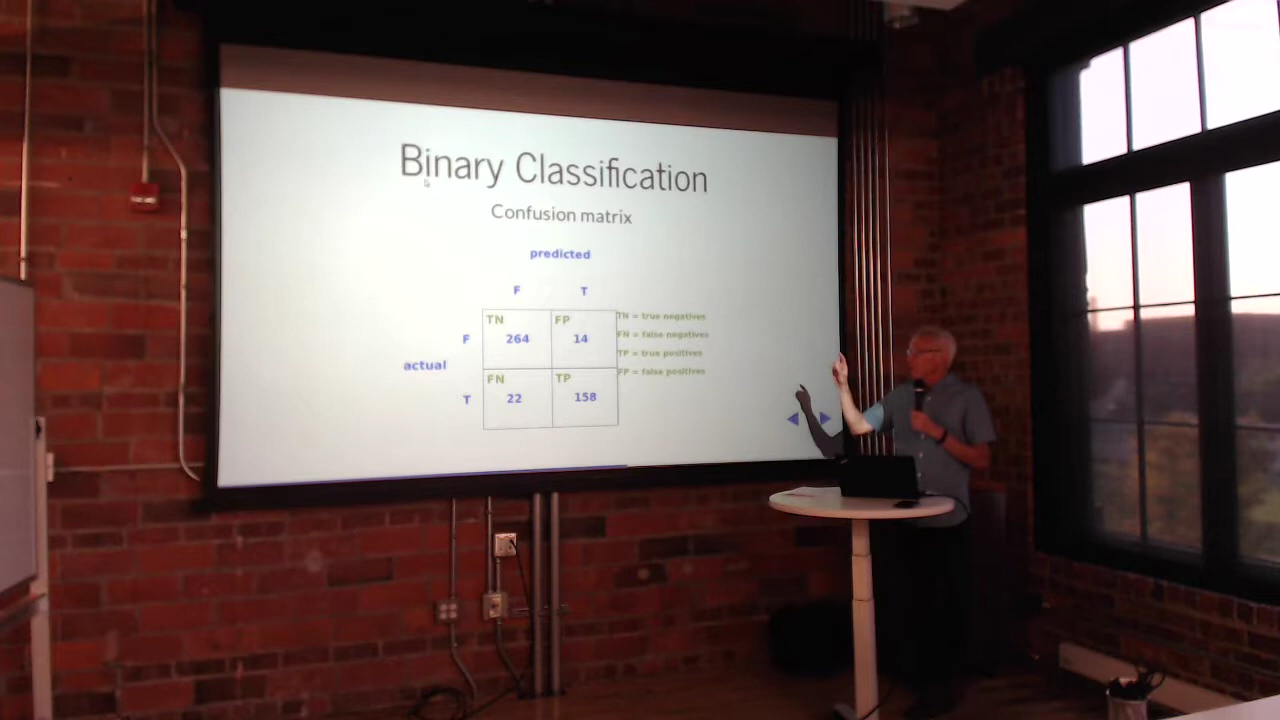 Binary Classification
Confusion matrix
predicted
F T
TN FP TN = true negatives
FN = false negatives
F 264 14
TP = true positives
actual
FN TP FP = false positives
T 22 158